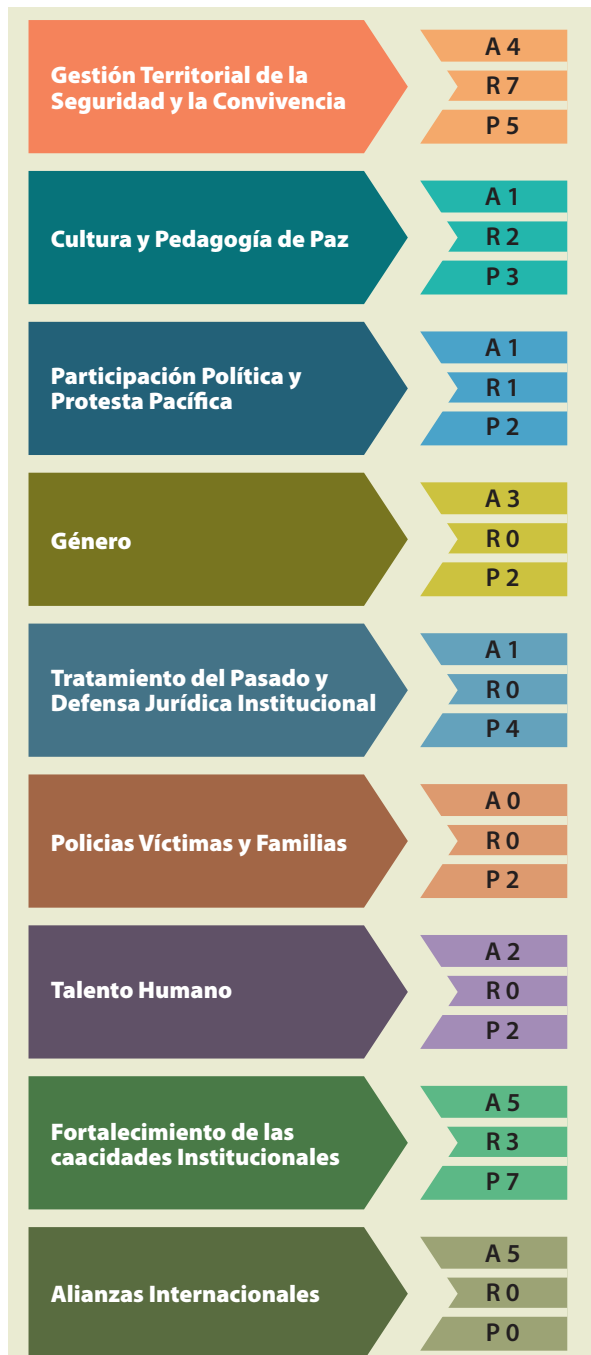 Gestión Territorial de la
Seguridad y la Convivencia
A 4
R 7
P 5
Cultura y Pedagogía de Paz
A 1
R 2
P 3
Participación Política y
Protesta Pacífica
A 1
R 1
P 2
Género
A 3
R 0
P 2
Tratamiento del Pasado y
Defensa Jurídica Institucional
A 1
R 0
P 4
Policias Víctimas y Familias
A 0
R 0
P 2
Talento Humano
A 2
R 0
P 2
Fortalecimiento de las
caacidades Institucionales
A 5
R 3
P 7
Alianzas Internacionales
A 5
R 0
P 0